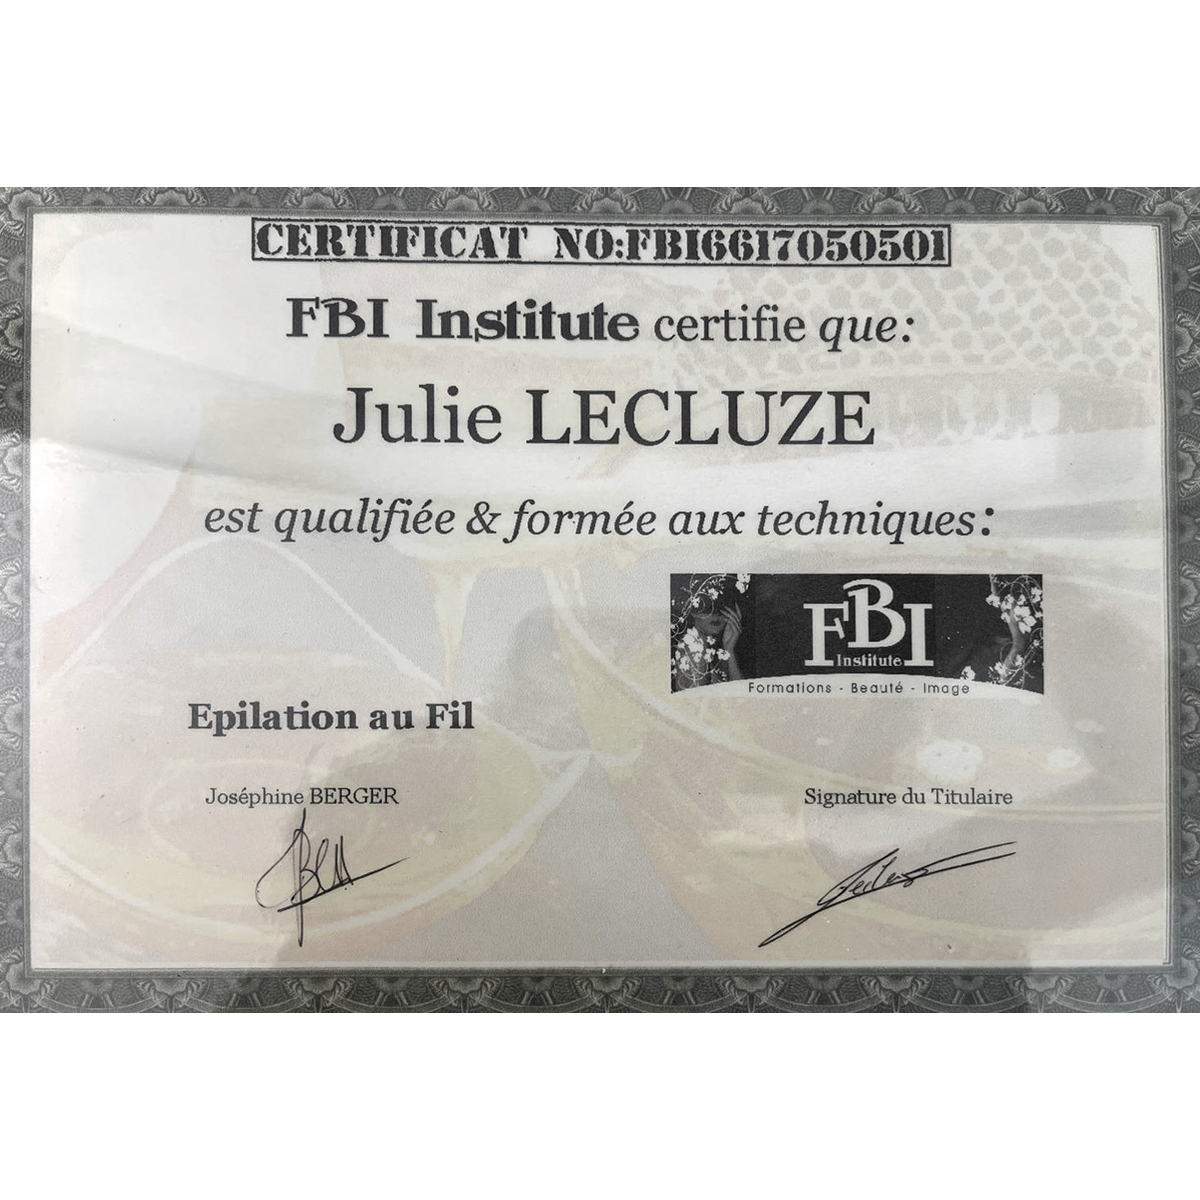 CERTIFICAT NO:FBI6617050501
FBI Institute certifie que:
Julie LECLUZE
est qualifiée & formée aux techniques:
FBI
Institute
Formations - Beauté - Image
Epilation au Fil
Joséphine BERGER
Signature du Titulaire